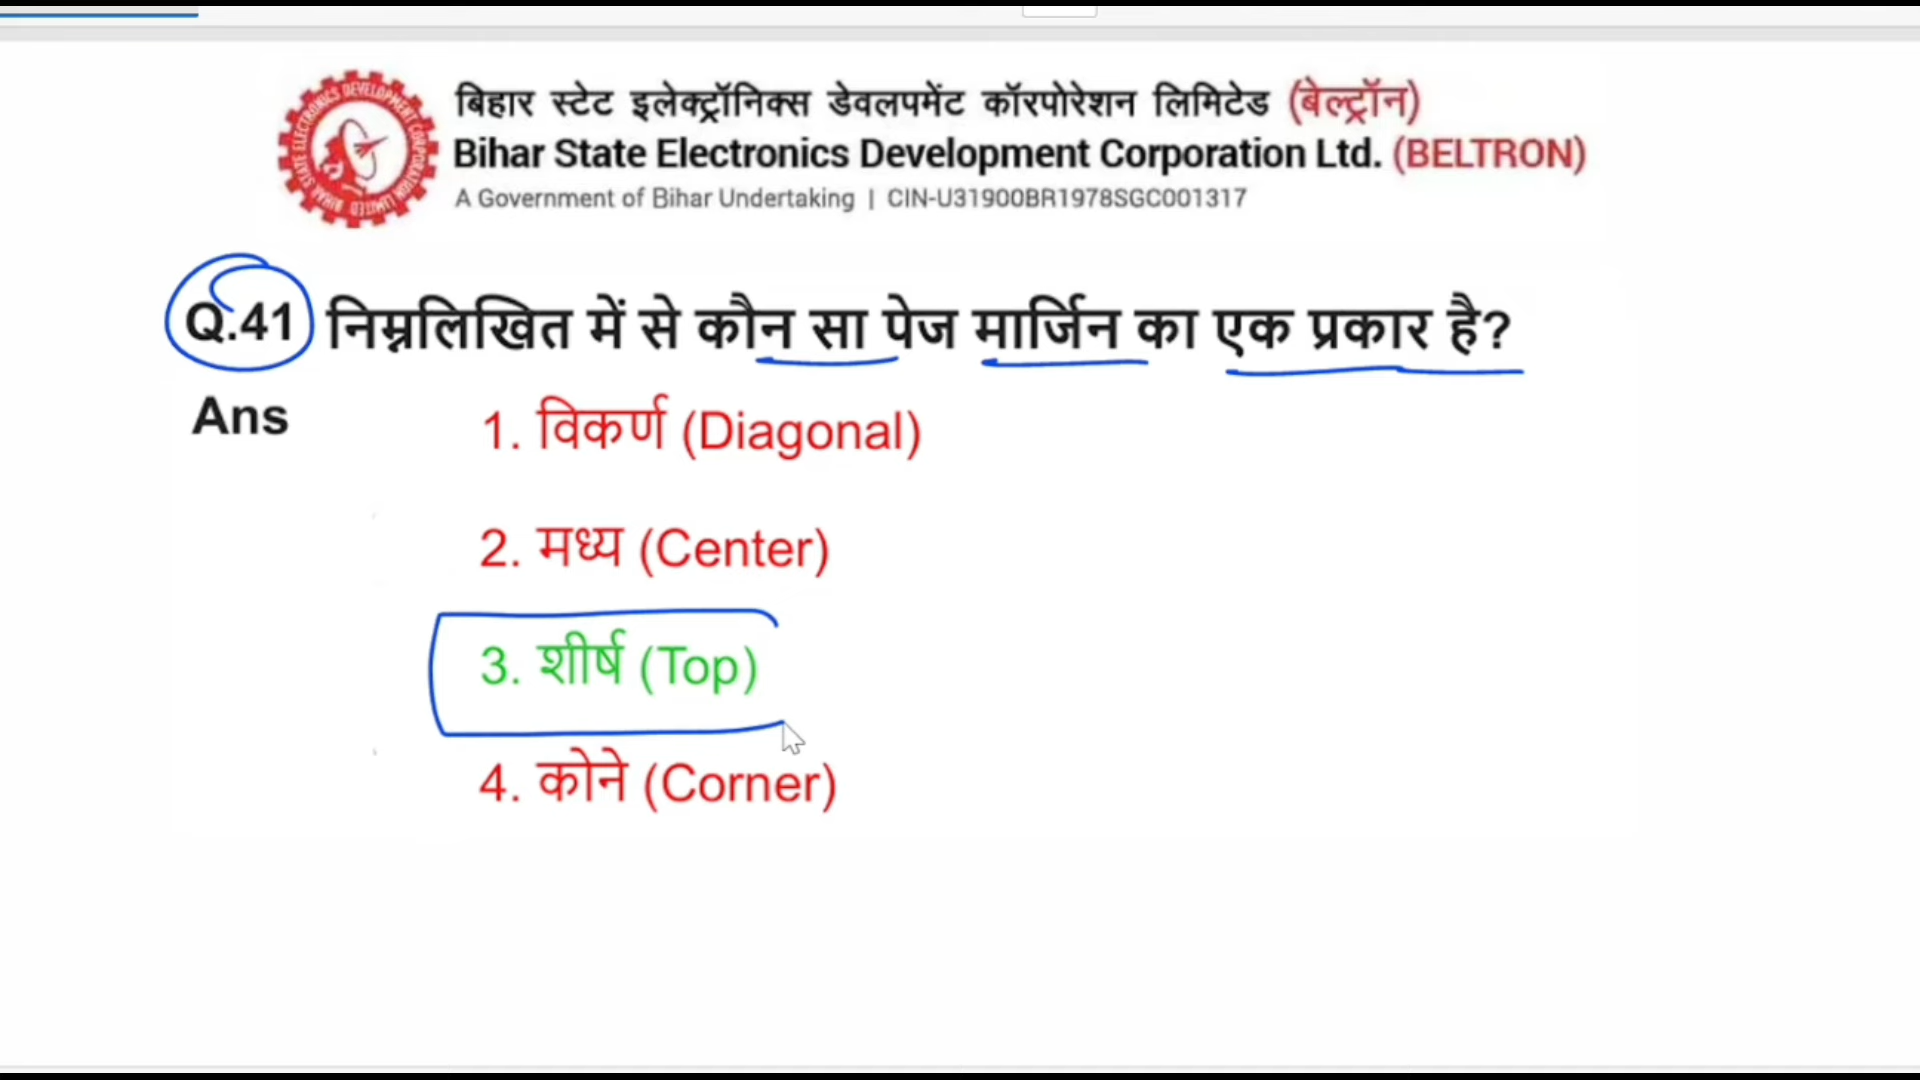 बिहार स्टेट इलेक्ट्रॉनिक्स डेवलपमेंट कॉरपोरेशन लिमिटेड (बेल्ट्रॉन)
Bihar State Electronics Development Corporation Ltd. (BELTRON)
A Government of Bihar Undertaking | CIN-U31900BR1978SGC001317
Q.41 निम्नलिखित में से कौन सा पेज मार्जिन का एक प्रकार है?
Ans
1. विकर्ण (Diagonal)
2. मध्य (Center)
3. शीर्ष (Top)
4. कोने (Corner)